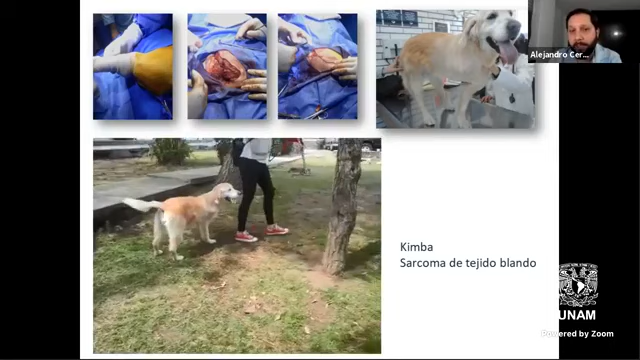 Alejandro Cer...
Kimba
Sarcoma de tejido blando
UNAM
Powered by Zoom